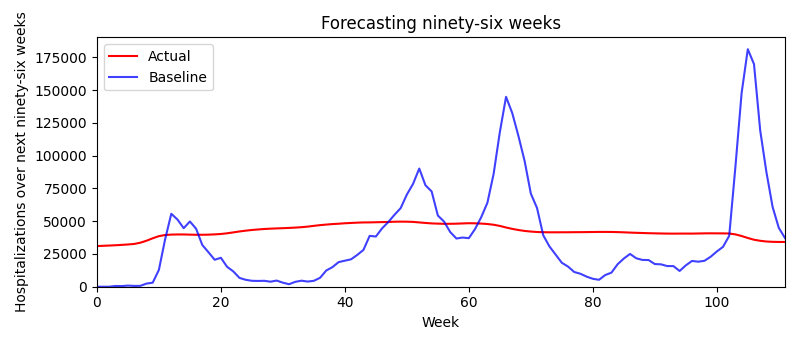 Forecasting ninety-six weeks
Hospitalizations over next ninety-six weeks
175000
150000
125000
100000
75000
50000
25000
0
Actual
Baseline
0 20 40 60 80 100
Week